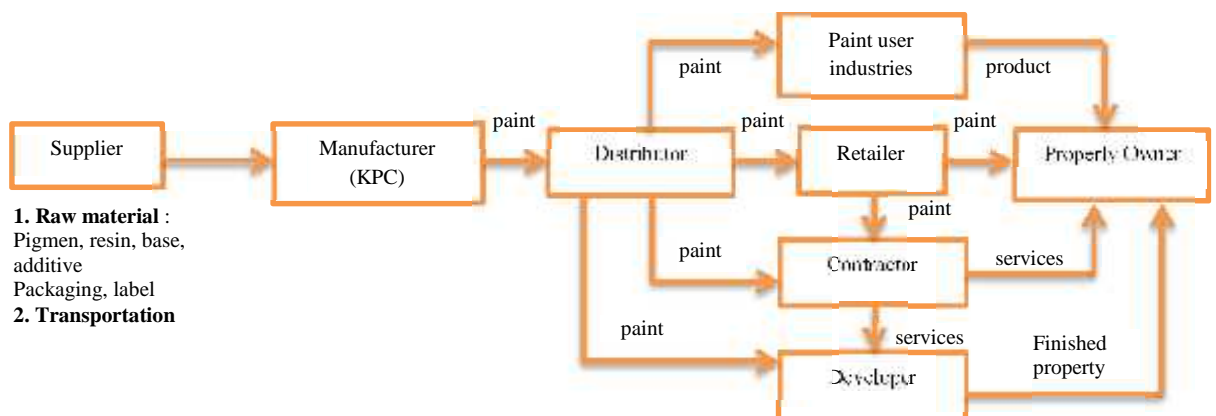 Paint user
industries
paint
product
paint
paint
paint
Supplier
Manufacturer
(KPC)
Distributor
Retailer
Properly Owner
1. Raw material :
Pigmen, resin, base,
additive
Packaging, label
2. Transportation
paint
paint
Contractor
services
paint
services
Finished
property
Developer